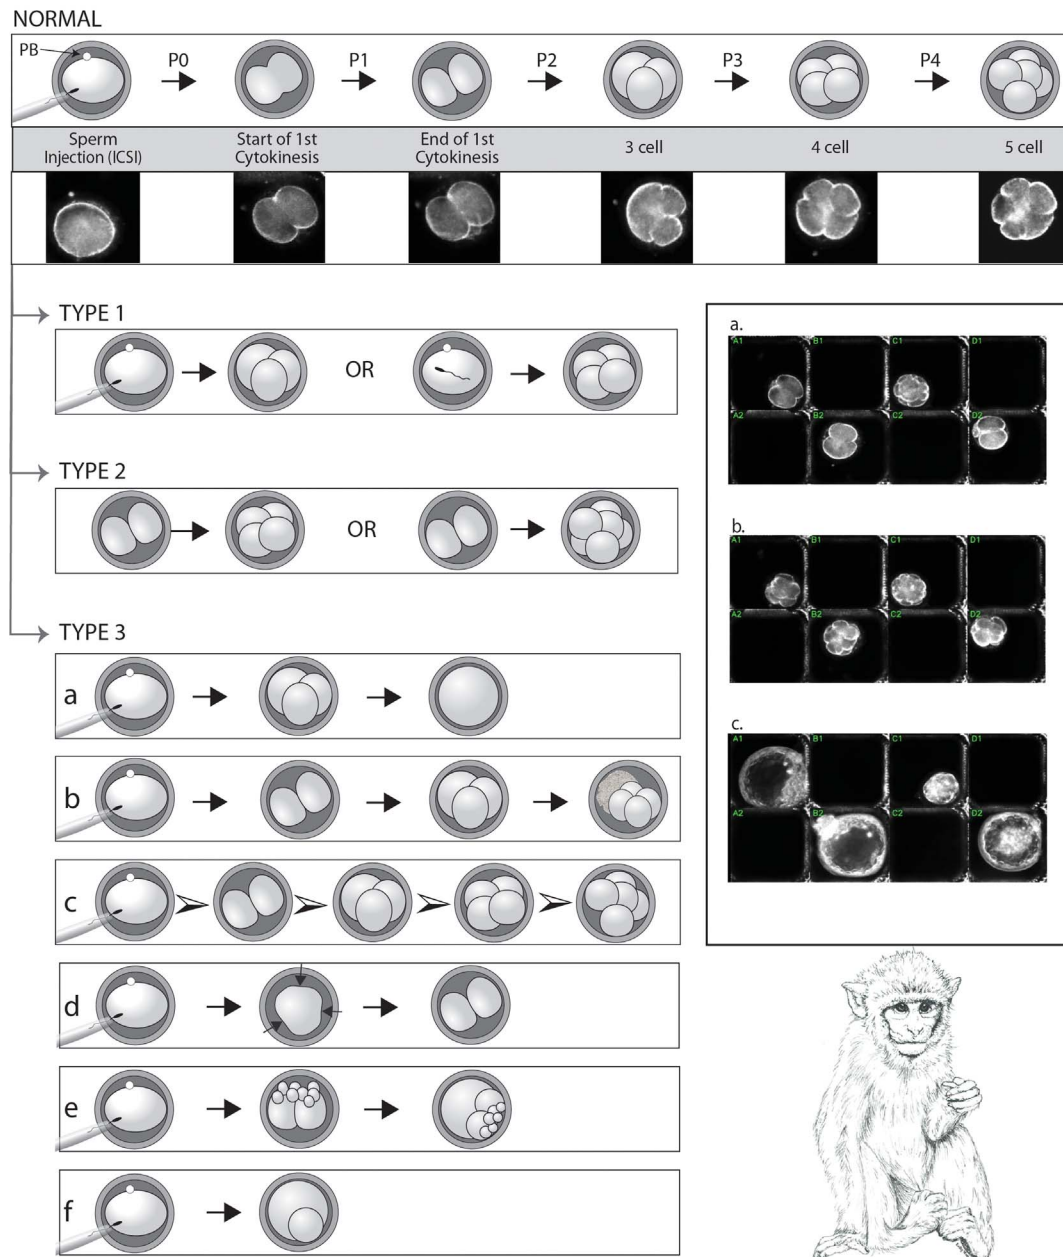 NORMAL
PB
P0
P1
P2
P3
P4
Sperm
Injection (ICSI)
Start of 1st
Cytokinesis
End of 1st
Cytokinesis
3 cell
4 cell
5 cell
TYPE 1
OR
TYPE 2
OR
TYPE 3
a
b
c
d
e
f
a.
A1 B1 C1 D1
A2 B2 C2 D2
b.
A1 B1 C1 D1
A2 B2 C2 D2
c.
A1 B1 C1 D1
A2 B2 C2 D2